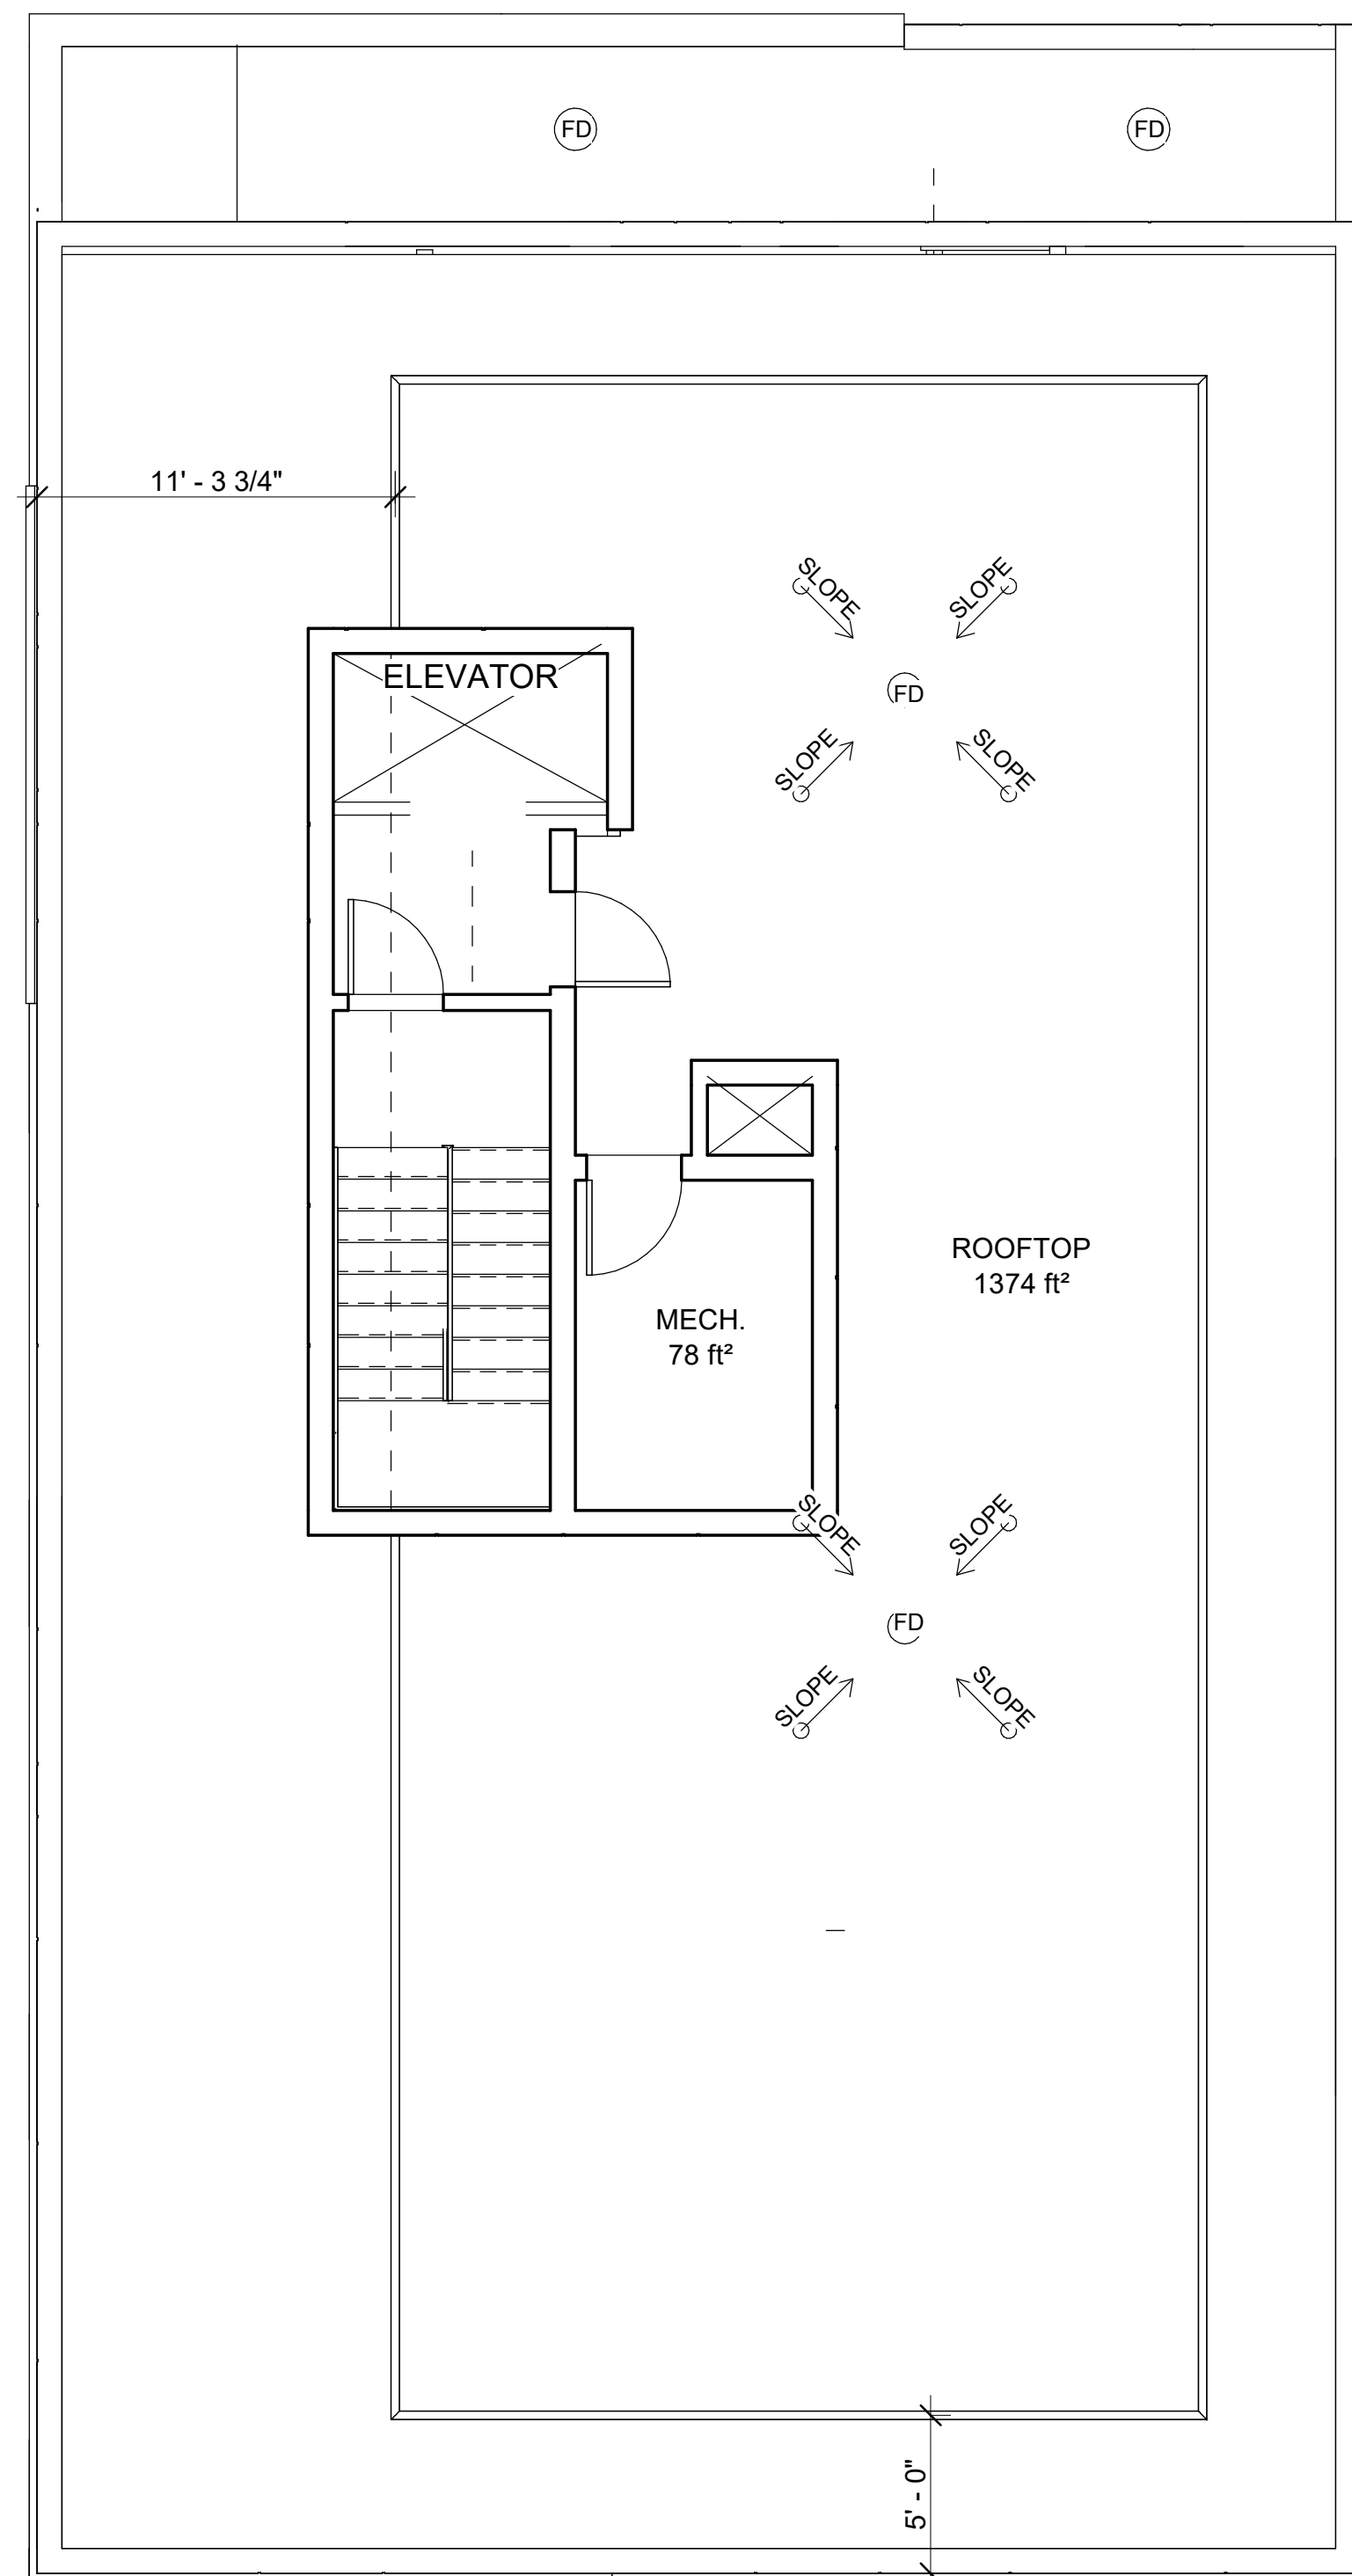 FD
FD
11' - 3 3/4"
SLOPE
SLOPE
ELEVATOR
FD
SLOPE
SLOPE
ROOFTOP
1374 ft²
MECH.
78 ft²
SLOPE
SLOPE
FD
SLOPE
SLOPE
5' - 0"